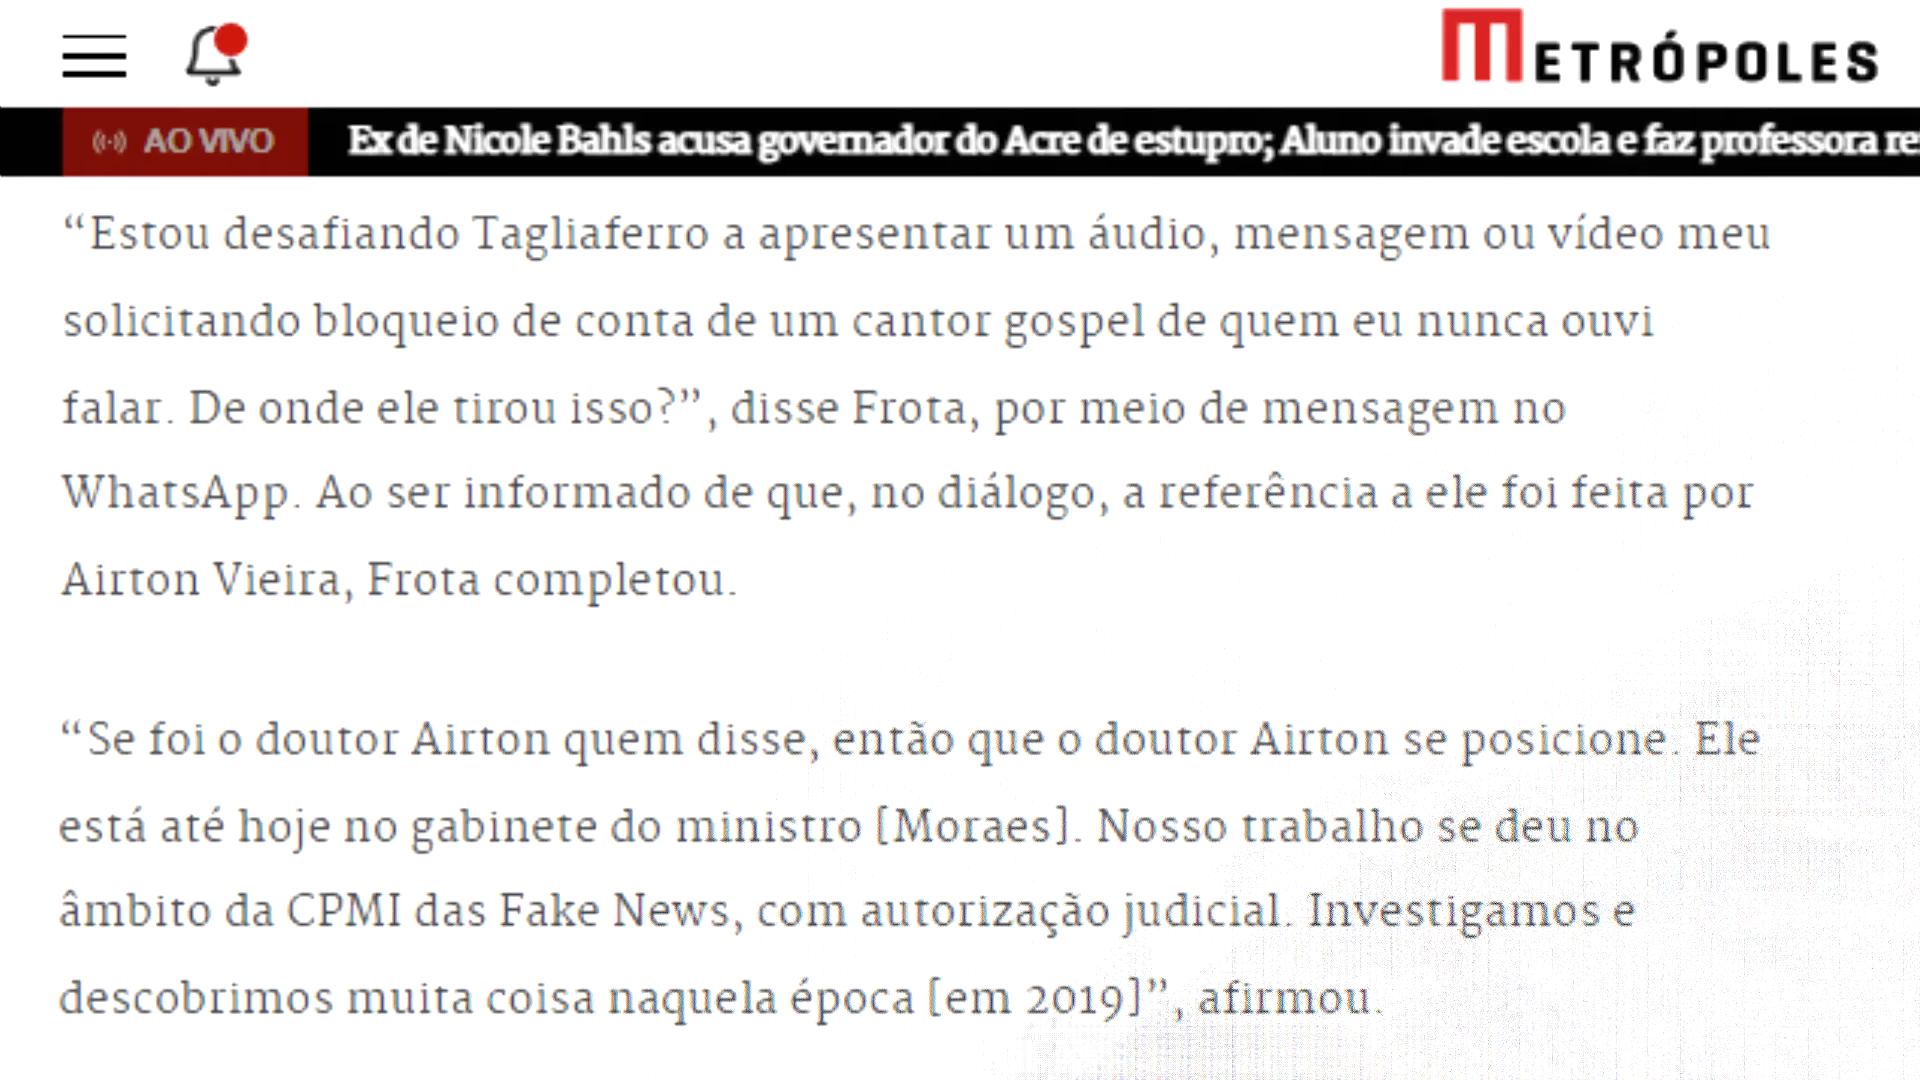 METRÓPOLES
AO VIVO Ex de Nicole Bahls acusa governador do Acre de estupro; Aluno invade escola e faz professora re
“Estou desafiando Tagliaferro a apresentar um áudio, mensagem ou vídeo meu
solicitando bloqueio de conta de um cantor gospel de quem eu nunca ouvi
falar. De onde ele tirou isso?”, disse Frota, por meio de mensagem no
WhatsApp. Ao ser informado de que, no diálogo, a referência a ele foi feita por
Airton Vieira, Frota completou.
“Se foi o doutor Airton quem disse, então que o doutor Airton se posicione. Ele
está até hoje no gabinete do ministro [Moraes]. Nosso trabalho se deu no
âmbito da CPMI das Fake News, com autorização judicial. Investigamos e
descobrimos muita coisa naquela época [em 2019]”, afirmou.